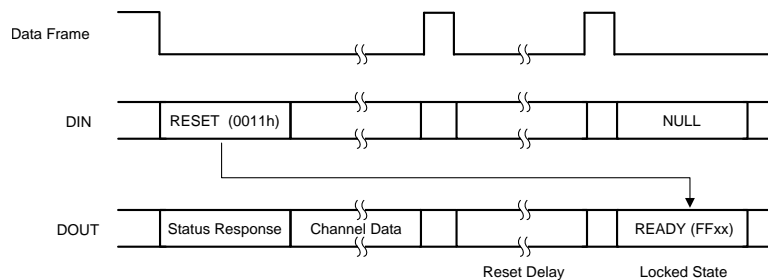 Data Frame
DIN
RESET (0011h)
NULL
DOUT
Status Response
Channel Data
READY (FFxx)
Reset Delay
Locked State